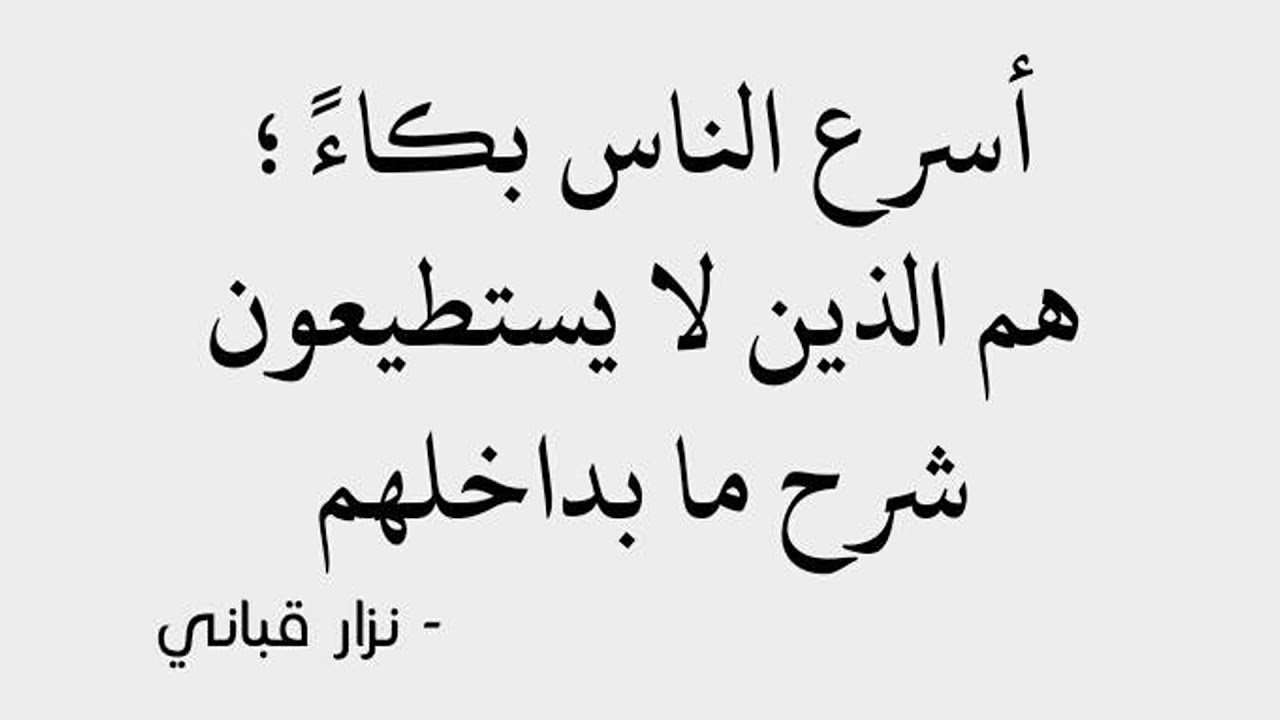 أسرع الناس بكاءً ؛
هم الذين لا يستطيعون
شرح ما بداخلهم
- نزار قباني